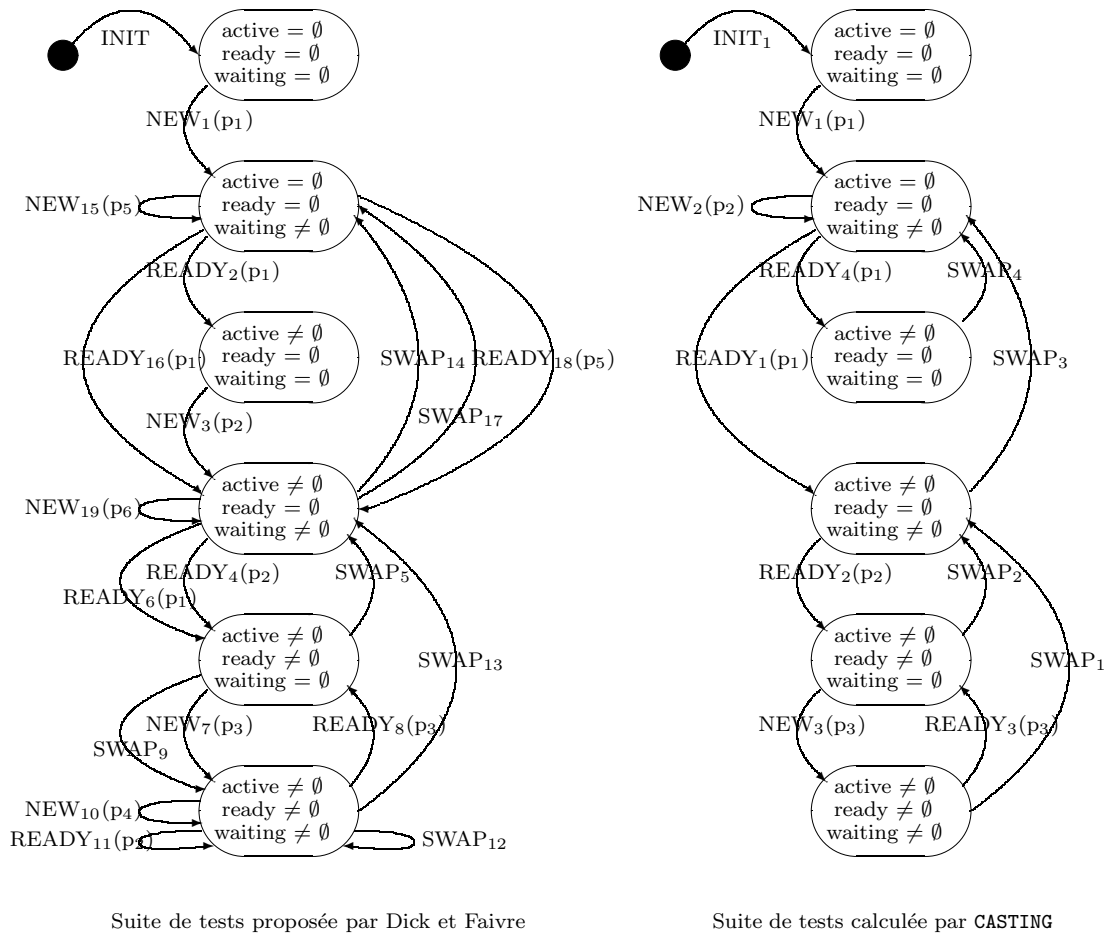 INIT
active = ∅
ready = ∅
waiting = ∅
NEW₁(p₁)
active = ∅
ready = ∅
waiting ≠ ∅
NEW₁₅(p₅)
READY₂(p₁)
active ≠ ∅
ready = ∅
waiting = ∅
READY₁₆(p₁)
SWAP₁₄
READY₁₈(p₅)
SWAP₁₇
NEW₃(p₂)
active ≠ ∅
ready = ∅
waiting ≠ ∅
NEW₁₉(p₆)
READY₄(p₂)
SWAP₅
READY₆(p₁)
active ≠ ∅
ready ≠ ∅
waiting = ∅
SWAP₁₃
NEW₇(p₃)
READY₈(p₃)
SWAP₉
active ≠ ∅
ready ≠ ∅
waiting ≠ ∅
NEW₁₀(p₄)
READY₁₁(p₂)
SWAP₁₂
Suite de tests proposée par Dick et Faivre
INIT₁
active = ∅
ready = ∅
waiting = ∅
NEW₁(p₁)
active = ∅
ready = ∅
waiting ≠ ∅
NEW₂(p₂)
READY₄(p₁)
SWAP₄
active ≠ ∅
ready = ∅
waiting = ∅
READY₁(p₁)
SWAP₃
active ≠ ∅
ready = ∅
waiting ≠ ∅
READY₂(p₂)
SWAP₂
active ≠ ∅
ready ≠ ∅
waiting = ∅
SWAP₁
NEW₃(p₃)
READY₃(p₃)
active ≠ ∅
ready ≠ ∅
waiting ≠ ∅
Suite de tests calculée par CASTING